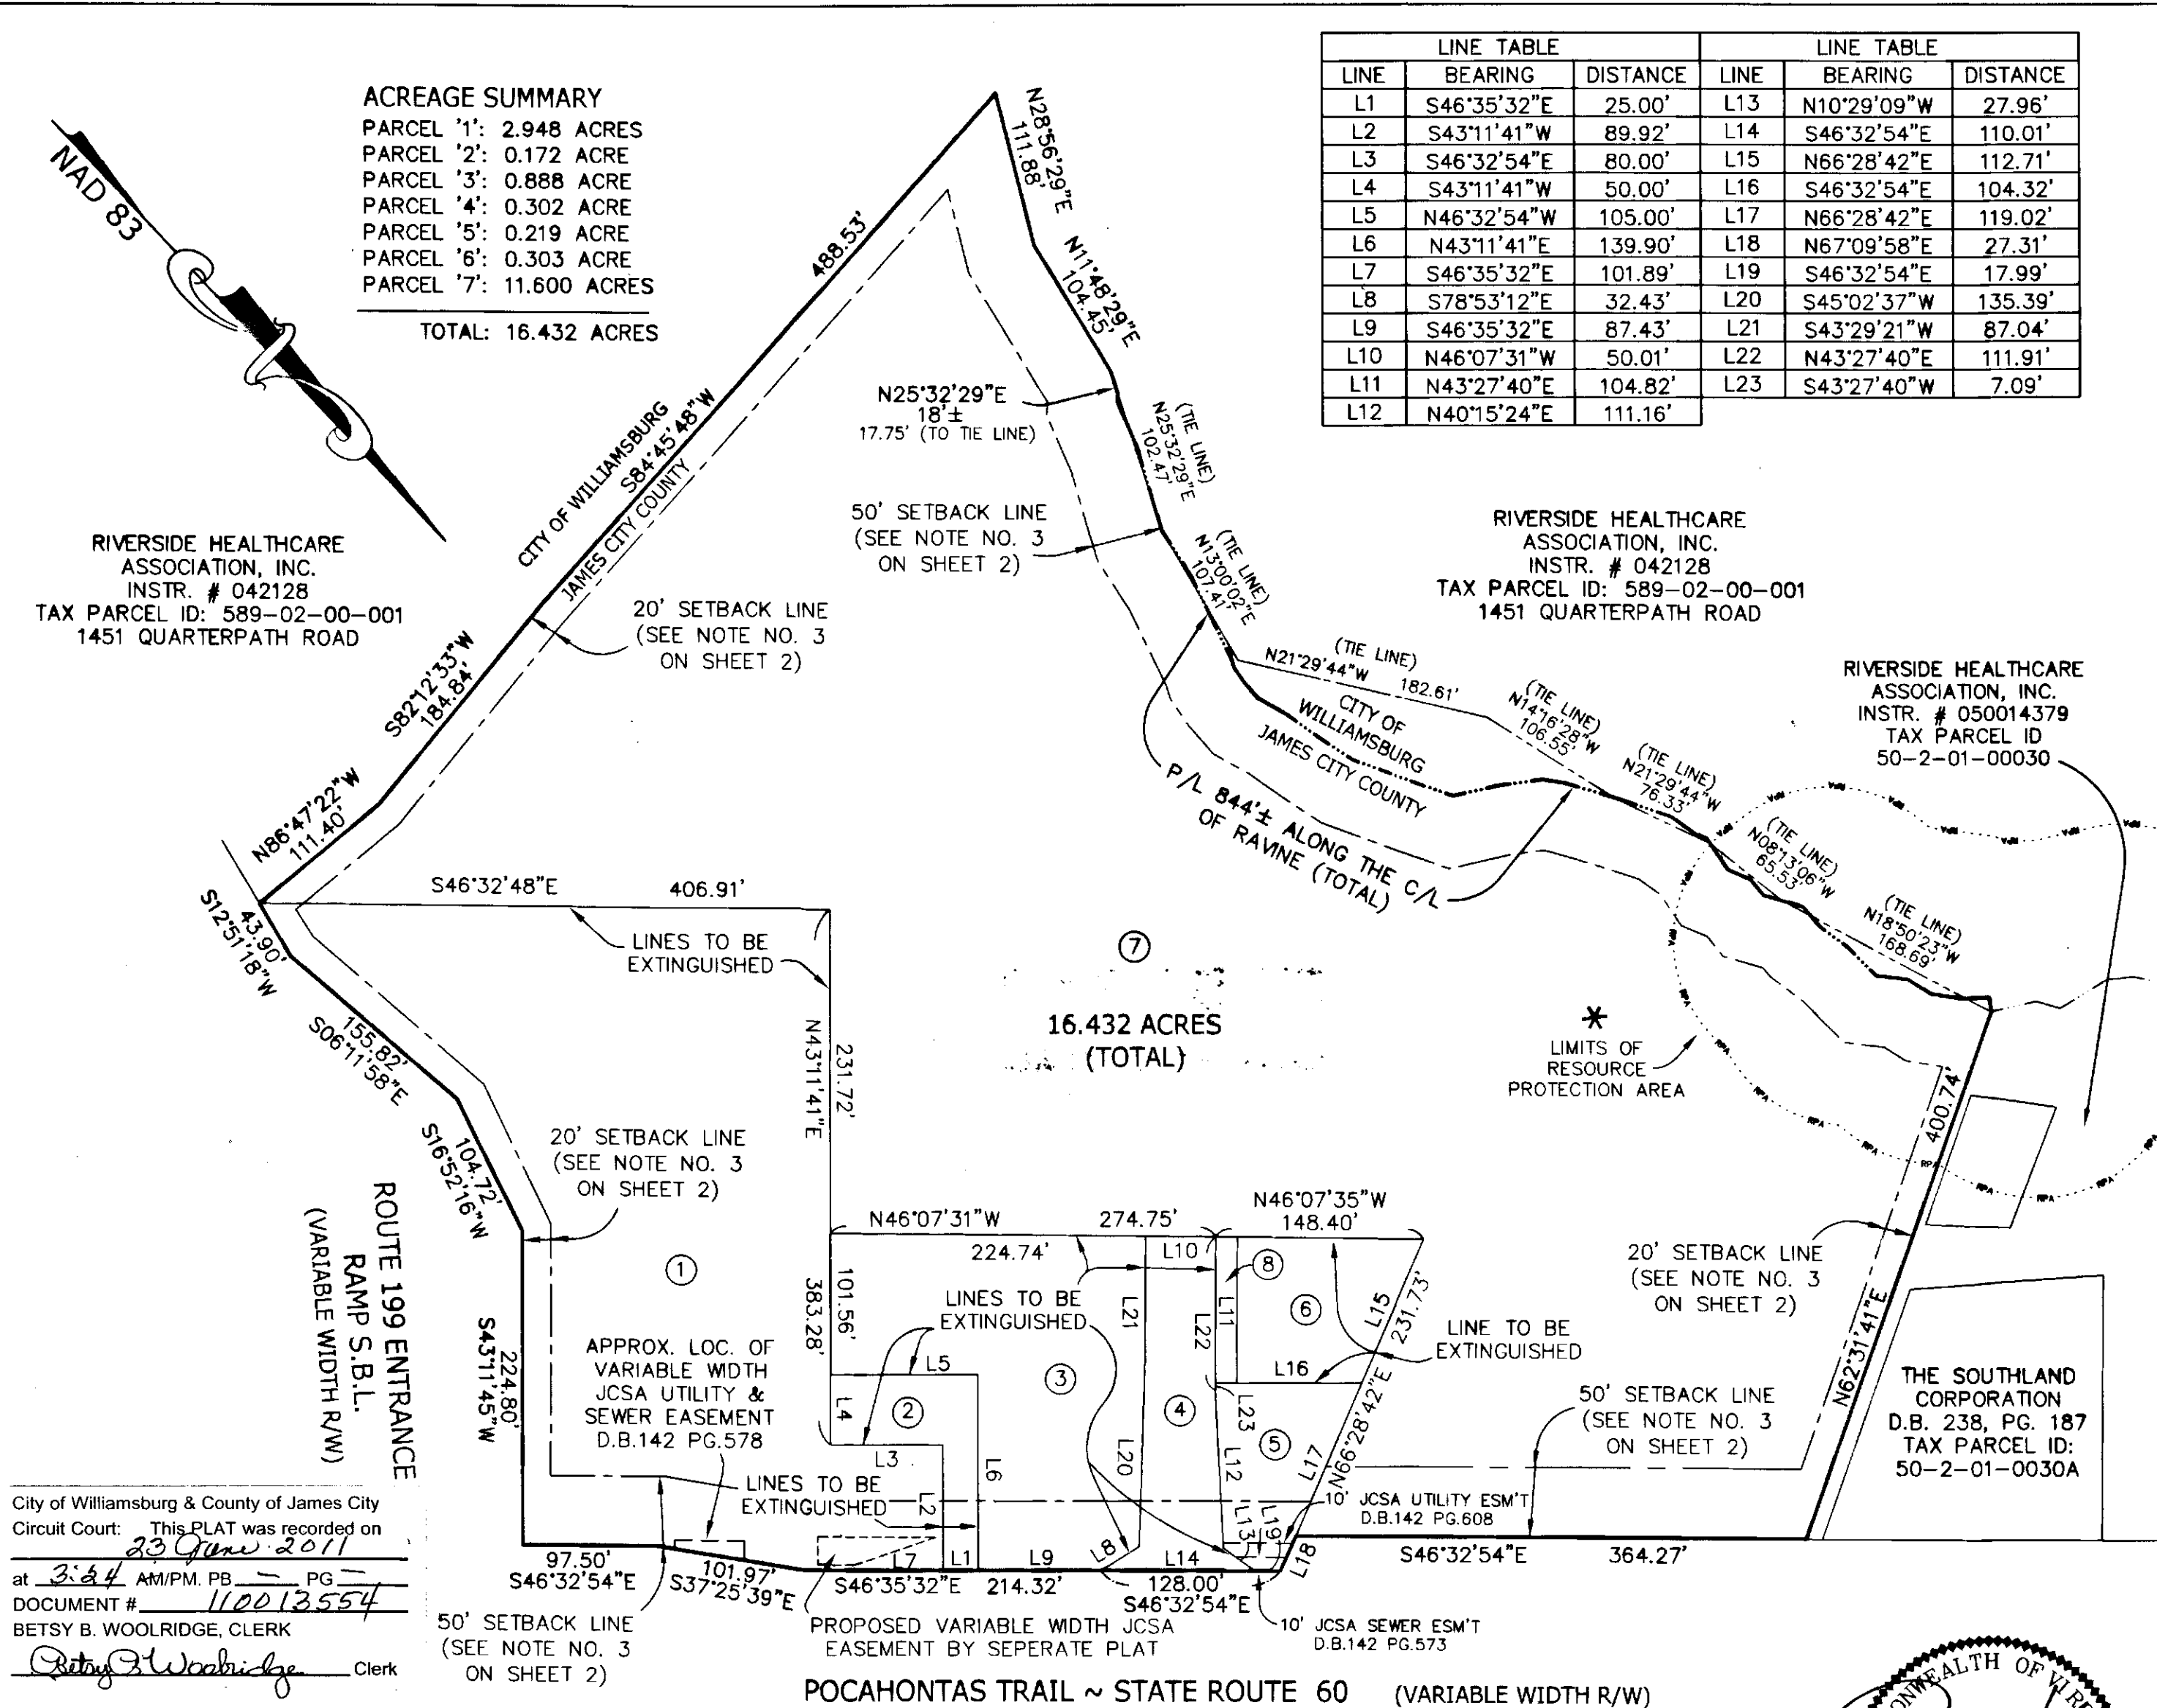 ACREAGE SUMMARY
PARCEL '1': 2.948 ACRES
PARCEL '2': 0.172 ACRE
PARCEL '3': 0.888 ACRE
PARCEL '4': 0.302 ACRE
PARCEL '5': 0.219 ACRE
PARCEL '6': 0.303 ACRE
PARCEL '7': 11.600 ACRES
TOTAL: 16.432 ACRES
NAD 83
LINE TABLE LINE TABLE
LINE BEARING DISTANCE LINE BEARING DISTANCE
L1 S46°35'32"E 25.00' L13 N10°29'09"W 27.96'
L2 S43°11'41"W 89.92' L14 S46°32'54"E 110.01'
L3 S46°32'54"E 80.00' L15 N66°28'42"E 112.71'
L4 S43°11'41"W 50.00' L16 S46°32'54"E 104.32'
L5 N46°32'54"W 105.00' L17 N66°28'42"E 119.02'
L6 N43°11'41"E 139.90' L18 N67°09'58"E 27.31'
L7 S46°35'32"E 101.89' L19 S46°32'54"E 17.99'
L8 S78°53'12"E 32.43' L20 S45°02'37"W 135.39'
L9 S46°35'32"E 87.43' L21 S43°29'21"W 87.04'
L10 N46°07'31"W 50.01' L22 N43°27'40"E 111.91'
L11 N43°27'40"E 104.82' L23 S43°27'40"W 7.09'
L12 N40°15'24"E 111.16'
N28°56'29"E
111.88'
N11°48'29"E
104.45'
488.53'
S84°45'48"W
CITY OF WILLIAMSBURG
JAMES CITY COUNTY
N25°32'29"E
18'±
17.75' (TO TIE LINE)
(TIE LINE)
N25°32'29"E
102.47'
50' SETBACK LINE
(SEE NOTE NO. 3
ON SHEET 2)
(TIE LINE)
N13°00'02"E
107.41'
RIVERSIDE HEALTHCARE
ASSOCIATION, INC.
INSTR. # 042128
TAX PARCEL ID: 589-02-00-001
1451 QUARTERPATH ROAD
RIVERSIDE HEALTHCARE
ASSOCIATION, INC.
INSTR. # 042128
TAX PARCEL ID: 589-02-00-001
1451 QUARTERPATH ROAD
RIVERSIDE HEALTHCARE
ASSOCIATION, INC.
INSTR. # 050014379
TAX PARCEL ID
50-2-01-00030
20' SETBACK LINE
(SEE NOTE NO. 3
ON SHEET 2)
S82°12'33"W
184.84'
N86°47'22"W
111.40'
(TIE LINE)
N21°29'44"W 182.61'
(TIE LINE)
N14°16'28"W
106.55'
(TIE LINE)
N21°29'44"W
76.33'
(TIE LINE)
N08°13'06"W
65.53'
(TIE LINE)
N18°50'23"W
168.69'
CITY OF
WILLIAMSBURG
JAMES CITY COUNTY
P/L 844'± ALONG THE C/L
OF RAVINE (TOTAL)
S46°32'48"E 406.91'
LINES TO BE
EXTINGUISHED
43.90'
S12°51'18"W
155.82'
S06°11'58"E
104.72'
S16°52'16"W
231.72'
N43°11'41"E
7
16.432 ACRES
(TOTAL)
*
LIMITS OF
RESOURCE
PROTECTION AREA
RPA
RPA
RPA
RPA
RPA
RPA
RPA
RPA
RPA
400.74'
N62°31'41"E
20' SETBACK LINE
(SEE NOTE NO. 3
ON SHEET 2)
20' SETBACK LINE
(SEE NOTE NO. 3
ON SHEET 2)
ROUTE 199 ENTRANCE
RAMP S.B.L.
(VARIABLE WIDTH R/W)
224.80'
S43°11'45"W
1
N46°07'31"W 274.75'
224.74' L10
N46°07'35"W
148.40'
101.56'
383.28'
LINES TO BE
EXTINGUISHED
L21
L22
L11
8
6
L15
231.73'
LINE TO BE
EXTINGUISHED
L5
L4
2
3
4
L16
L23
5
L3
L2
L6
L20
L12
L17
N66°28'42"E
L13
L19
APPROX. LOC. OF
VARIABLE WIDTH
JCSA UTILITY &
SEWER EASEMENT
D.B.142 PG.578
LINES TO BE
EXTINGUISHED
10' JCSA UTILITY ESM'T
D.B.142 PG.608
50' SETBACK LINE
(SEE NOTE NO. 3
ON SHEET 2)
THE SOUTHLAND
CORPORATION
D.B. 238, PG. 187
TAX PARCEL ID:
50-2-01-0030A
97.50'
S46°32'54"E
101.97'
S37°25'39"E
L7 L1 L9
S46°35'32"E 214.32'
L8
L14
128.00'
S46°32'54"E
L18
S46°32'54"E 364.27'
50' SETBACK LINE
(SEE NOTE NO. 3
ON SHEET 2)
PROPOSED VARIABLE WIDTH JCSA
EASEMENT BY SEPERATE PLAT
10' JCSA SEWER ESM'T
D.B.142 PG.573
POCAHONTAS TRAIL ~ STATE ROUTE 60 (VARIABLE WIDTH R/W)
City of Williamsburg & County of James City
Circuit Court: This PLAT was recorded on
23 June 2011
at 3:24 AM/PM. PB — PG —
DOCUMENT # 110013554
BETSY B. WOOLRIDGE, CLERK
Betsy B Woolridge Clerk